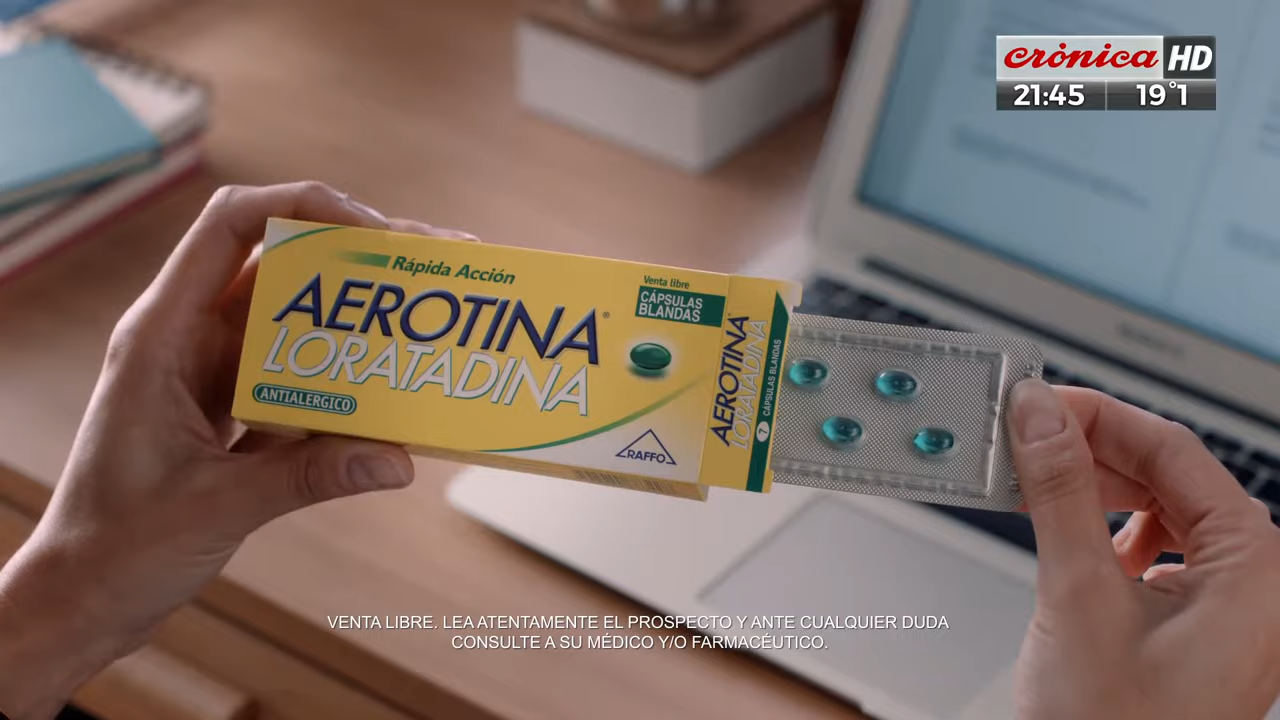 crónica HD
21:45 19°1
Rápida Acción
AEROTINA®
LORATADINA
ANTIALERGICO
Venta libre
CÁPSULAS
BLANDAS
RAFFO
AEROTINA
LORATADINA
7 CÁPSULAS BLANDAS
VENTA LIBRE. LEA ATENTAMENTE EL PROSPECTO Y ANTE CUALQUIER DUDA
CONSULTE A SU MÉDICO Y/O FARMACÉUTICO.